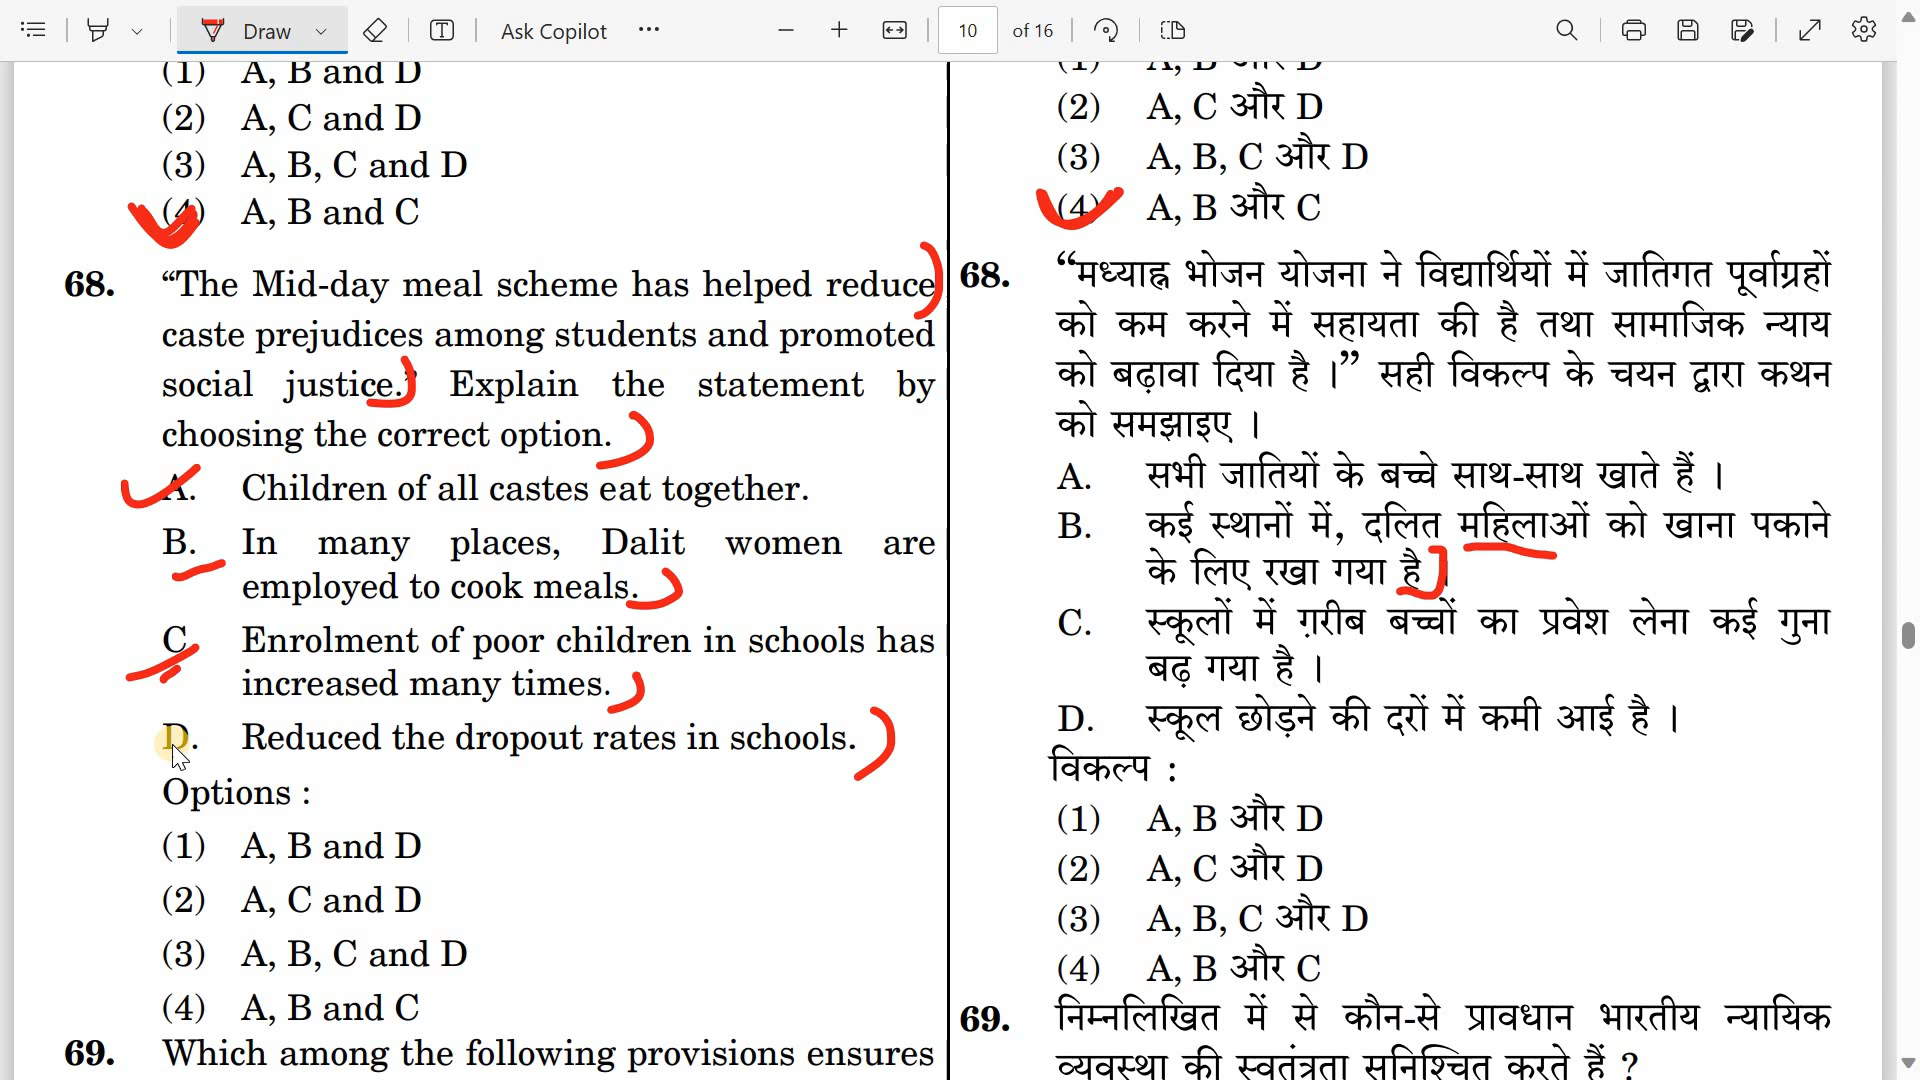 Draw
Ask Copilot
10 of 16
(1) A, B and D
(2) A, C and D
(3) A, B, C and D
(4) A, B and C
68. “The Mid-day meal scheme has helped reduce
caste prejudices among students and promoted
social justice.” Explain the statement by
choosing the correct option.
A. Children of all castes eat together.
B. In many places, Dalit women are
employed to cook meals.
C. Enrolment of poor children in schools has
increased many times.
D. Reduced the dropout rates in schools.
Options :
(1) A, B and D
(2) A, C and D
(3) A, B, C and D
(4) A, B and C
69. Which among the following provisions ensures
(1) A, B और D
(2) A, C और D
(3) A, B, C और D
(4) A, B और C
68. “मध्याह्न भोजन योजना ने विद्यार्थियों में जातिगत पूर्वाग्रहों
को कम करने में सहायता की है तथा सामाजिक न्याय
को बढ़ावा दिया है ।” सही विकल्प के चयन द्वारा कथन
को समझाइए ।
A. सभी जातियों के बच्चे साथ-साथ खाते हैं ।
B. कई स्थानों में, दलित महिलाओं को खाना पकाने
के लिए रखा गया है ।
C. स्कूलों में ग़रीब बच्चों का प्रवेश लेना कई गुना
बढ़ गया है ।
D. स्कूल छोड़ने की दरों में कमी आई है ।
विकल्प :
(1) A, B और D
(2) A, C और D
(3) A, B, C और D
(4) A, B और C
69. निम्नलिखित में से कौन-से प्रावधान भारतीय न्यायिक
व्यवस्था की स्वतंत्रता सुनिश्चित करते हैं ?